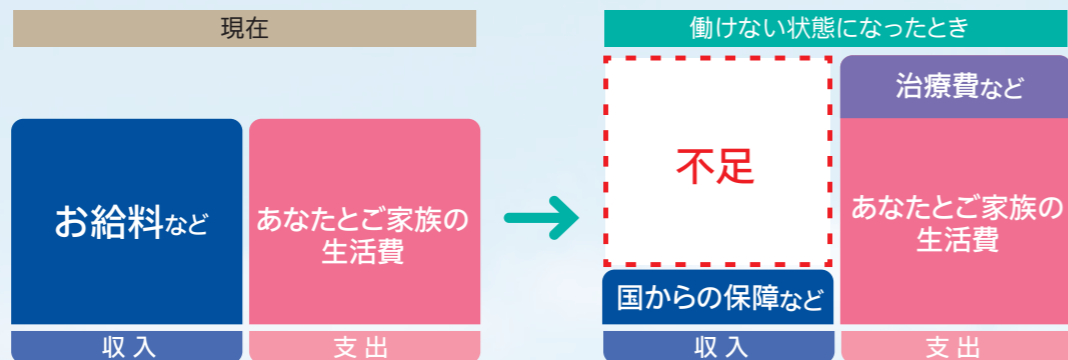 現在
お給料など
あなたとご家族の
生活費
収入
支出
働けない状態になったとき
不足
国からの保障など
治療費など
あなたとご家族の
生活費
収入
支出